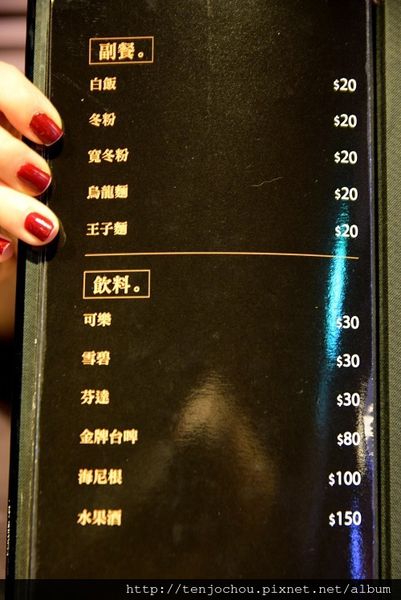 副餐。
白飯 $20
冬粉 $20
寬冬粉 $20
烏龍麵 $20
王子麵 $20
飲料。
可樂 $30
雪碧 $30
芬達 $30
金牌台啤 $80
海尼根 $100
水果酒 $150
http://tenjochou.pixnet.net/album